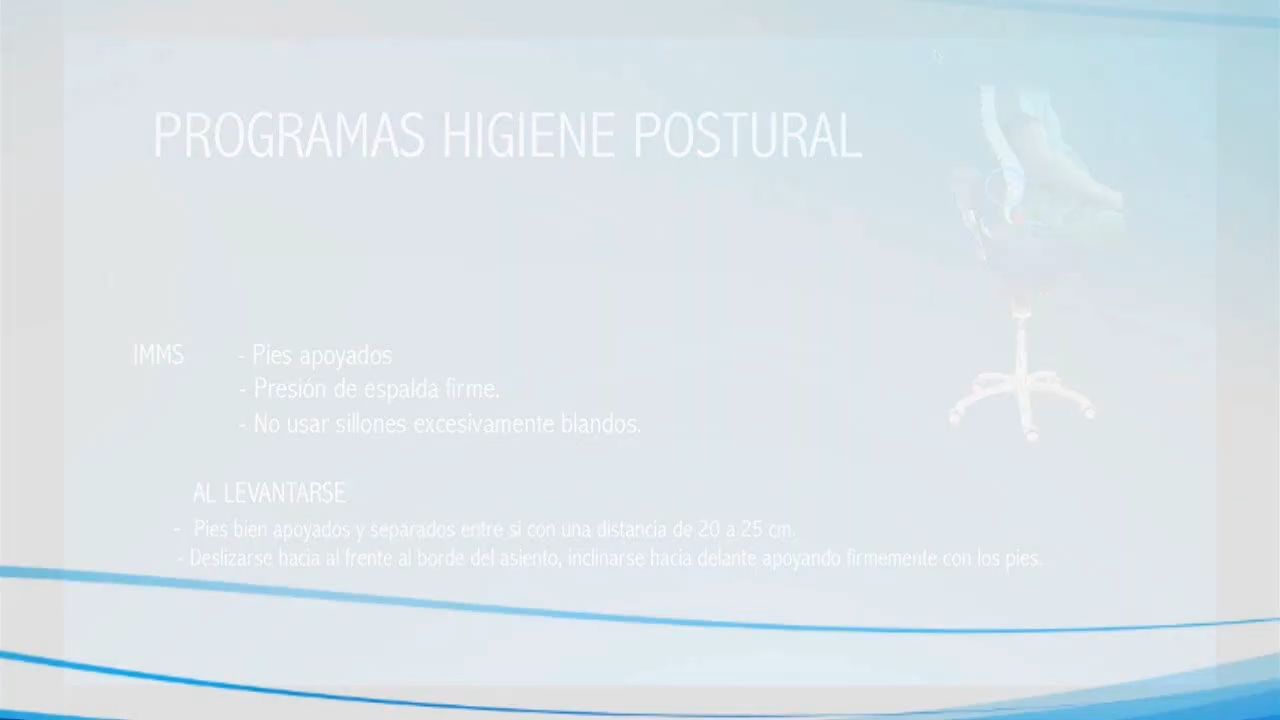 PROGRAMAS HIGIENE POSTURAL
IMMS - Pies apoyados
- Presión de espalda firme.
- No usar sillones excesivamente blandos.
AL LEVANTARSE
- Pies bien apoyados y separados entre si con una distancia de 20 a 25 cm.
- Deslizarse hacia al frente al borde del asiento, inclinarse hacia delante apoyando firmemente con los pies.